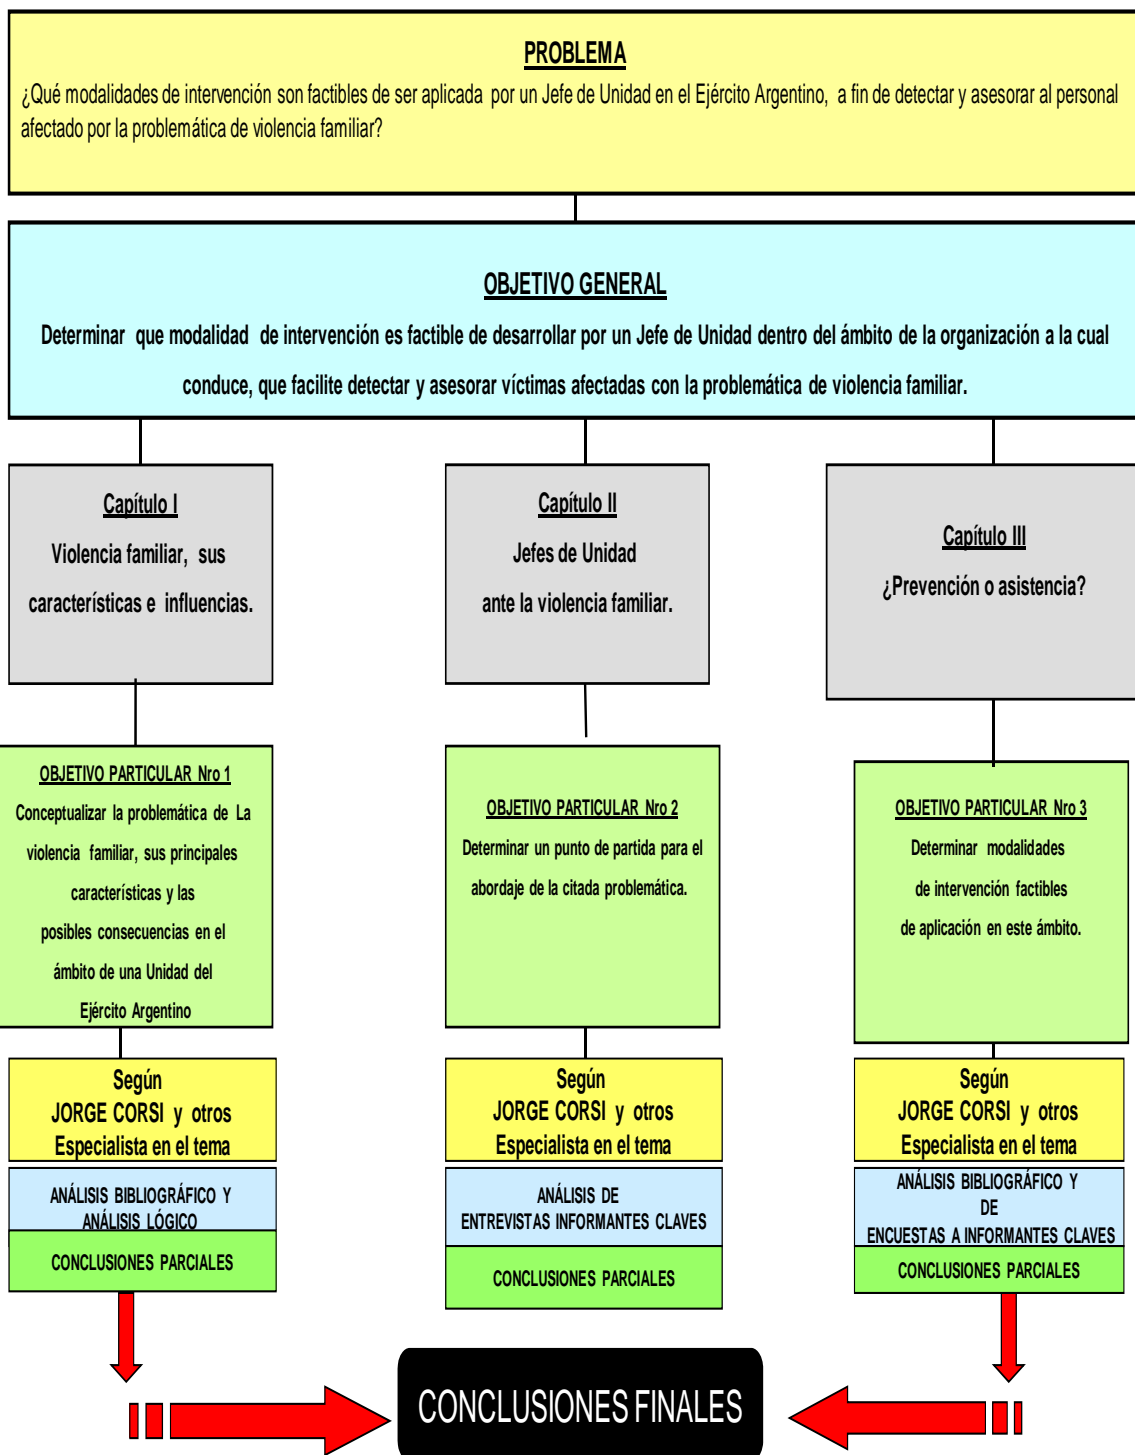 PROBLEMA
¿Qué modalidades de intervención son factibles de ser aplicada por un Jefe de Unidad en el Ejército Argentino, a fin de detectar y asesorar al personal
afectado por la problemática de violencia familiar?
OBJETIVO GENERAL
Determinar que modalidad de intervención es factible de desarrollar por un Jefe de Unidad dentro del ámbito de la organización a la cual
conduce, que facilite detectar y asesorar víctimas afectadas con la problemática de violencia familiar.
Capítulo I
Violencia familiar, sus
características e influencias.
Capítulo II
Jefes de Unidad
ante la violencia familiar.
Capítulo III
¿Prevención o asistencia?
OBJETIVO PARTICULAR Nro 1
Conceptualizar la problemática de La
violencia familiar, sus principales
características y las
posibles consecuencias en el
ámbito de una Unidad del
Ejército Argentino
OBJETIVO PARTICULAR Nro 2
Determinar un punto de partida para el
abordaje de la citada problemática.
OBJETIVO PARTICULAR Nro 3
Determinar modalidades
de intervención factibles
de aplicación en este ámbito.
Según
JORGE CORSI y otros
Especialista en el tema
Según
JORGE CORSI y otros
Especialista en el tema
Según
JORGE CORSI y otros
Especialista en el tema
ANÁLISIS BIBLIOGRÁFICO Y
ANÁLISIS LÓGICO
ANÁLISIS DE
ENTREVISTAS INFORMANTES CLAVES
ANÁLISIS BIBLIOGRÁFICO Y
DE
ENCUESTAS A INFORMANTES CLAVES
CONCLUSIONES PARCIALES
CONCLUSIONES PARCIALES
CONCLUSIONES PARCIALES
CONCLUSIONES FINALES